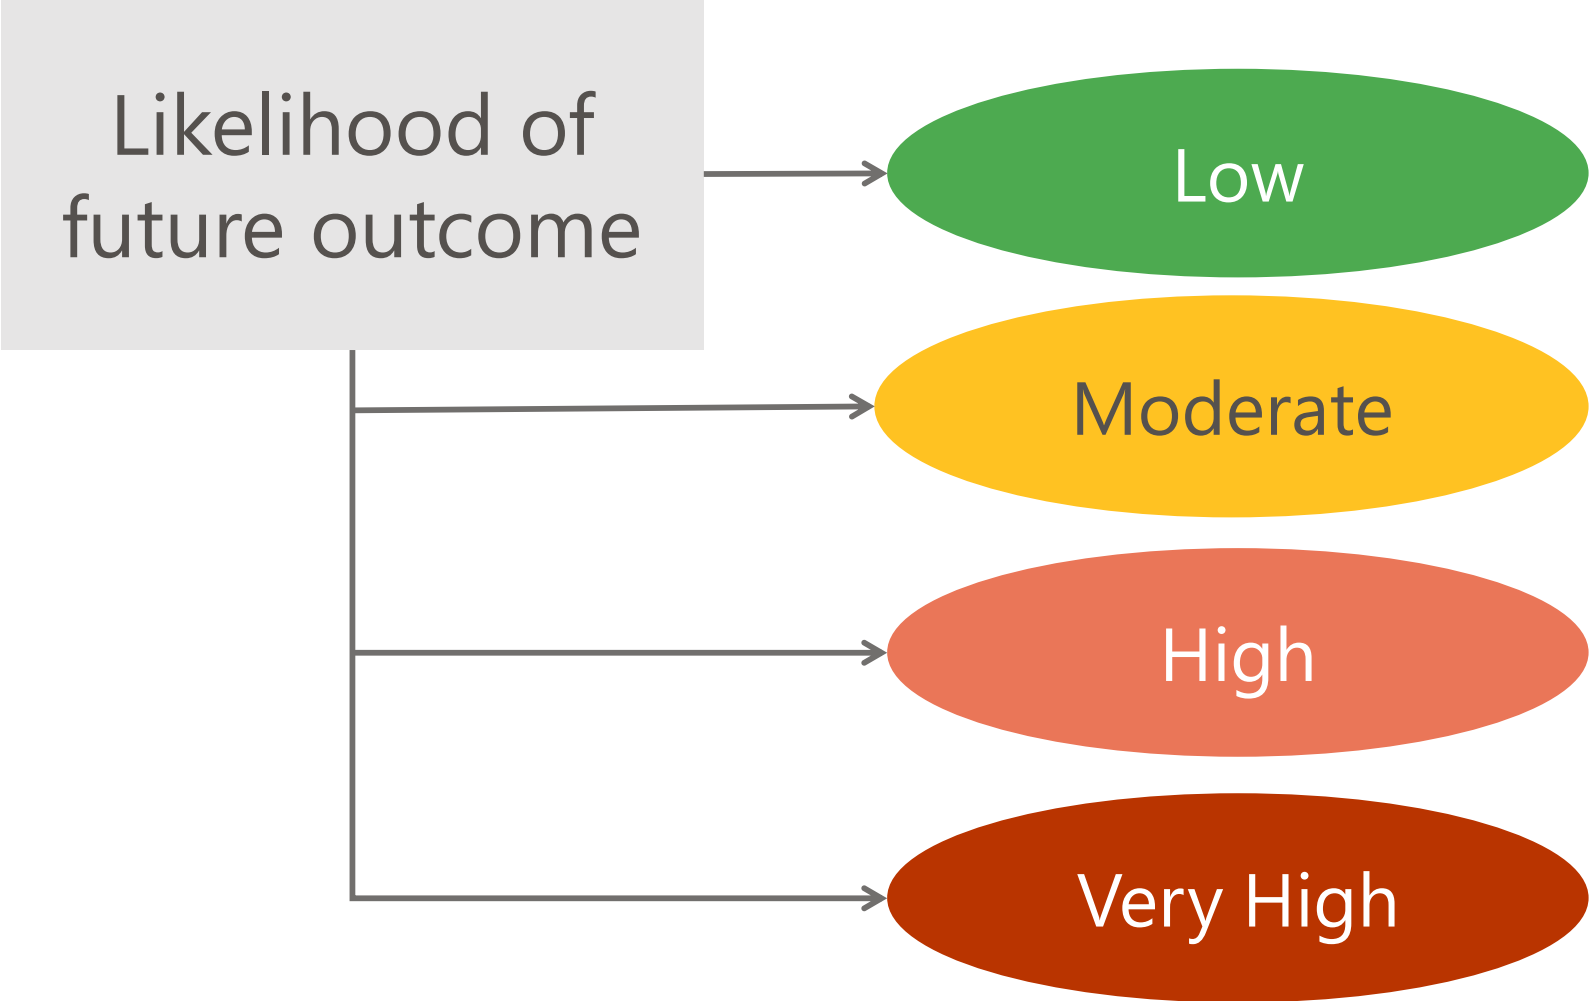 Likelihood of
future outcome
Low
Moderate
High
Very High